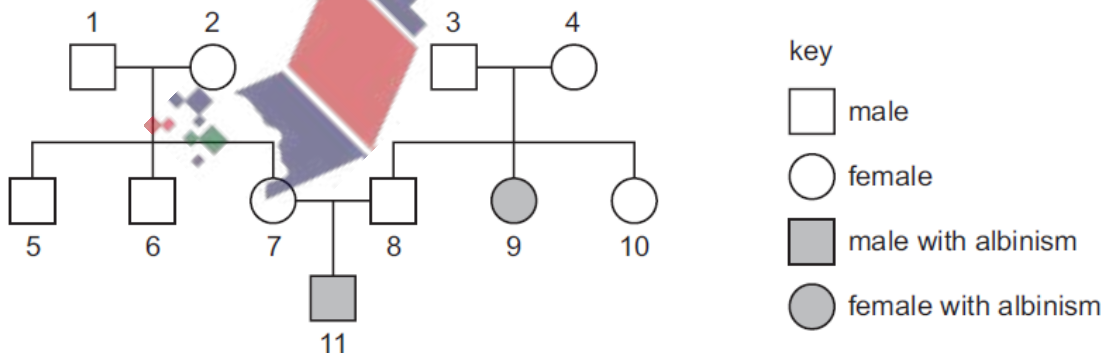 1 2 3 4
key
male
female
5 6 7 8 9 10
male with albinism
female with albinism
11